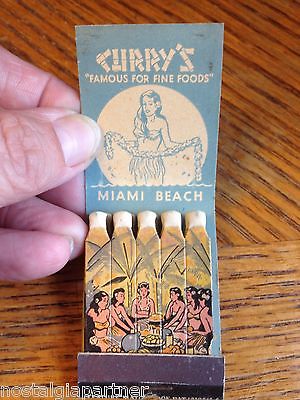 CURRY'S
"FAMOUS FOR FINE FOODS"
MIAMI BEACH
nostalgiapartner